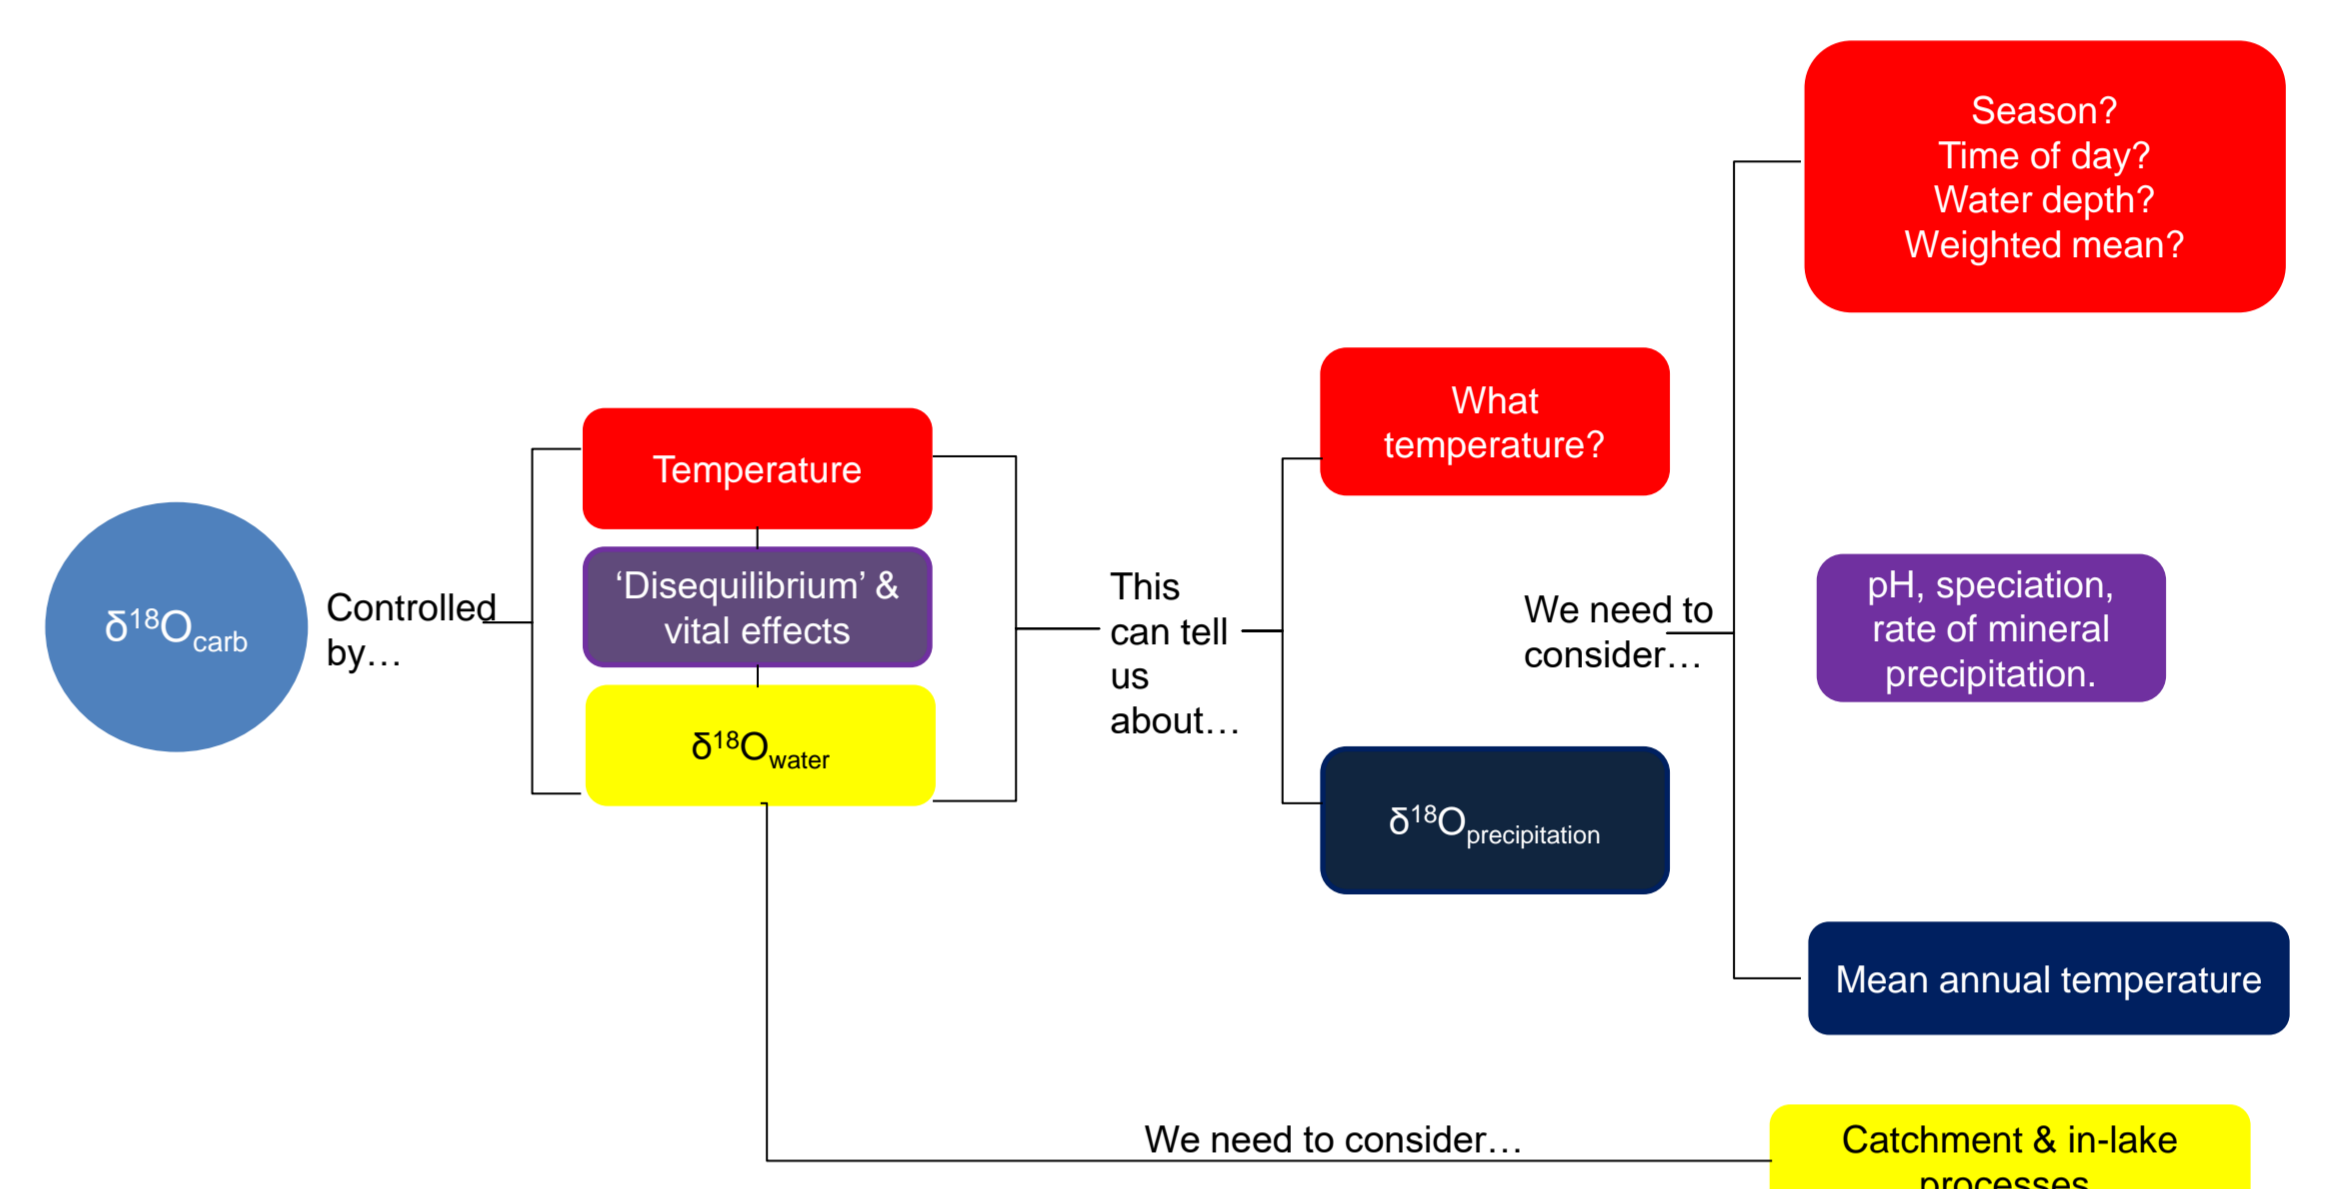 δ18Ocarb
Controlled
by…
Temperature
‘Disequilibrium’ &
vital effects
δ18Owater
This
can tell
us
about…
What
temperature?
δ18Oprecipitation
We need to
consider…
Season?
Time of day?
Water depth?
Weighted mean?
pH, speciation,
rate of mineral
precipitation.
Mean annual temperature
We need to consider…
Catchment & in-lake
processes